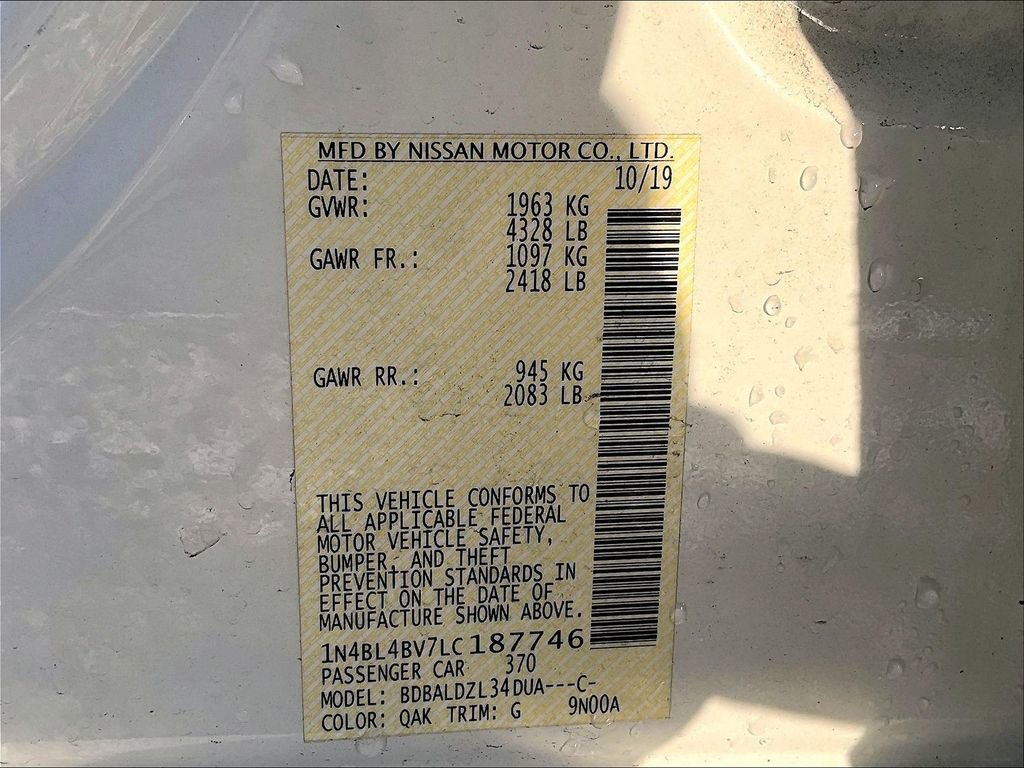 MFD BY NISSAN MOTOR CO., LTD.
DATE: 10/19
GVWR: 1963 KG
4328 LB
GAWR FR.: 1097 KG
2418 LB
GAWR RR.: 945 KG
2083 LB
THIS VEHICLE CONFORMS TO
ALL APPLICABLE FEDERAL
MOTOR VEHICLE SAFETY,
BUMPER, AND THEFT
PREVENTION STANDARDS IN
EFFECT ON THE DATE OF
MANUFACTURE SHOWN ABOVE.
1N4BL4BV7LC187746
PASSENGER CAR 370
MODEL: BDBALDZL34DUA---C-
COLOR: QAK TRIM: G 9N00A